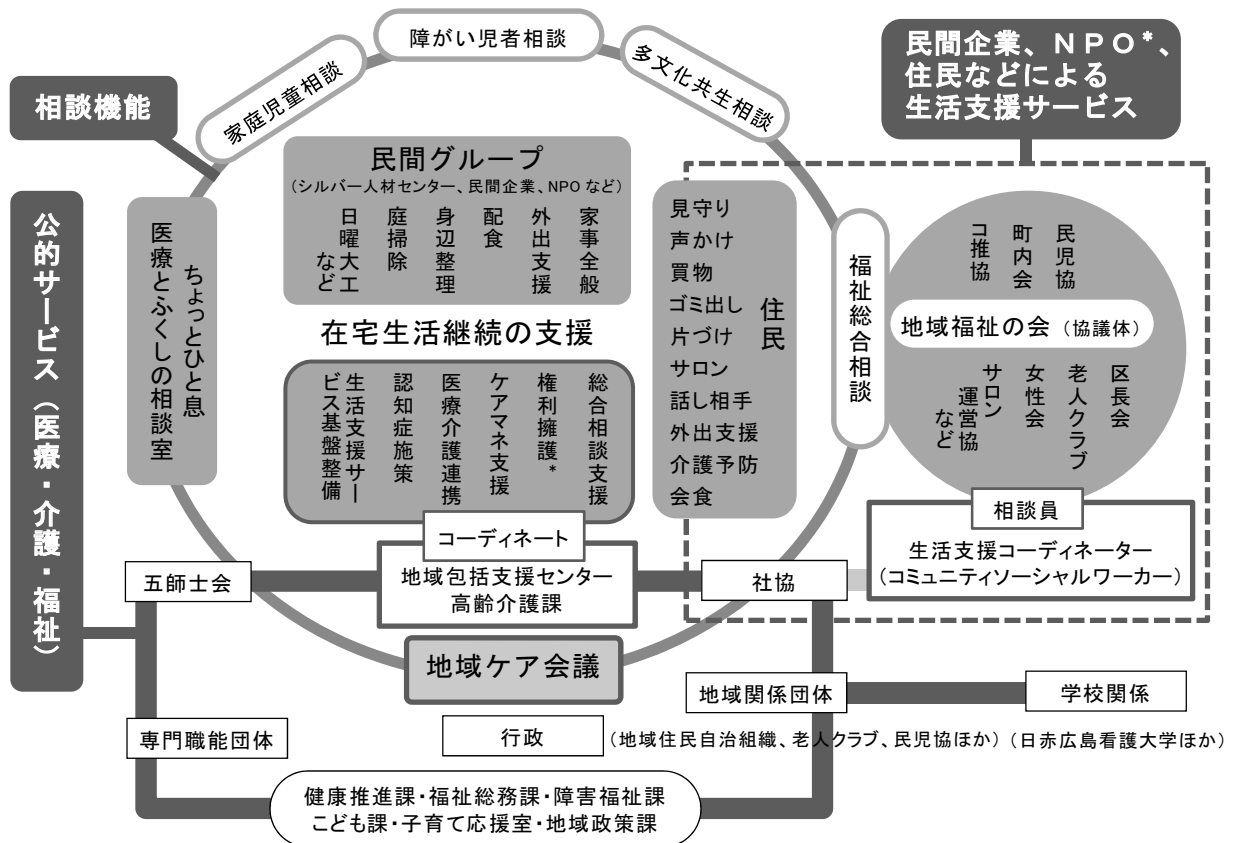 障がい児者相談
家庭児童相談
多文化共生相談
民間企業、NPO*、
住民などによる
生活支援サービス
相談機能
公的サービス（医療・介護・福祉）
ちょっとひと息
医療とふくしの相談室
民間グループ
（シルバー人材センター、民間企業、NPOなど）
家事全般
外出支援
配食
身辺整理
庭掃除
日曜大工
など
在宅生活継続の支援
総合相談支援
権利擁護*
ケアマネ支援
医療介護連携
認知症施策
生活支援サー
ビス基盤整備
住民
見守り
声かけ
買物
ゴミ出し
片づけ
サロン
話し相手
外出支援
介護予防
会食
福祉総合相談
民児協
町内会
コ推協
地域福祉の会（協議体）
区長会
老人クラブ
女性会
サロン
運営協
など
相談員
生活支援コーディネーター
（コミュニティソーシャルワーカー）
コーディネート
地域包括支援センター
高齢介護課
五師士会
社協
地域ケア会議
地域関係団体
学校関係
専門職能団体
行政
（地域住民自治組織、老人クラブ、民児協ほか）
（日赤広島看護大学ほか）
健康推進課・福祉総務課・障害福祉課
こども課・子育て応援室・地域政策課